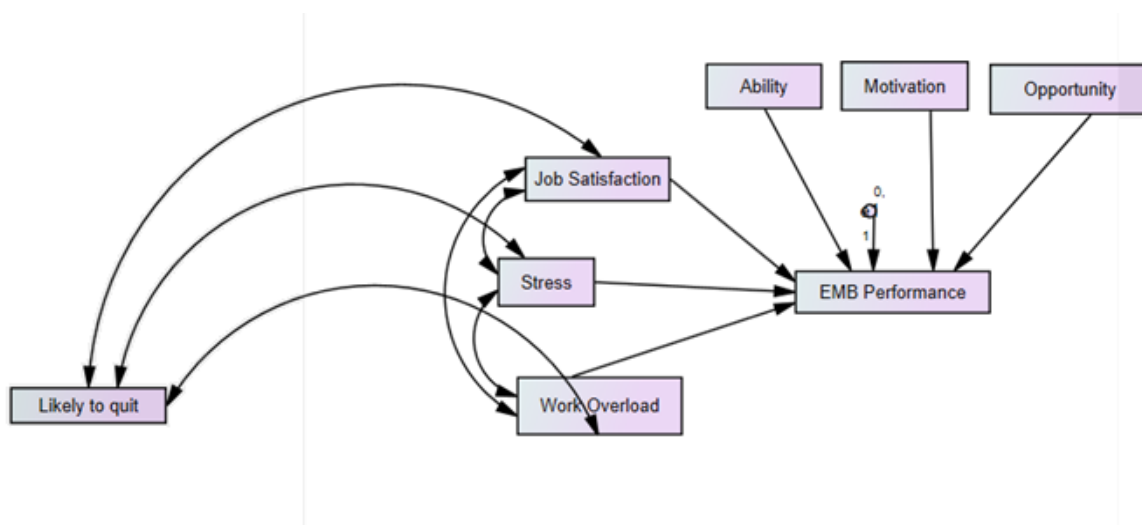 Ability
Motivation
Opportunity
Job Satisfaction
0,
1
Stress
EMB Performance
Likely to quit
Work Overload